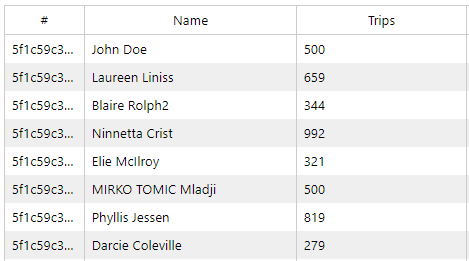 # Name Trips
5f1c59c3... John Doe 500
5f1c59c3... Laureen Liniss 659
5f1c59c3... Blaire Rolph2 344
5f1c59c3... Ninnetta Crist 992
5f1c59c3... Elie McIlroy 321
5f1c59c3... MIRKO TOMIC Mladji 500
5f1c59c3... Phyllis Jessen 819
5f1c59c3... Darcie Coleville 279